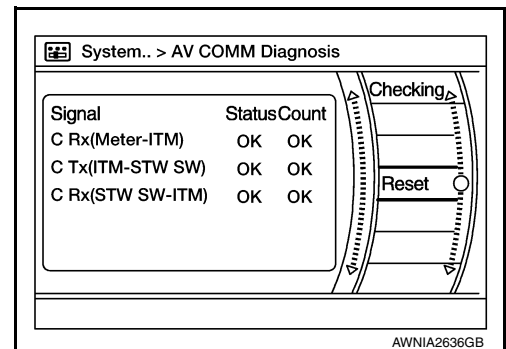 System.. > AV COMM Diagnosis
Checking
Signal Status Count
C Rx(Meter-ITM) OK OK
C Tx(ITM-STW SW) OK OK
C Rx(STW SW-ITM) OK OK
Reset
AWNIA2636GB